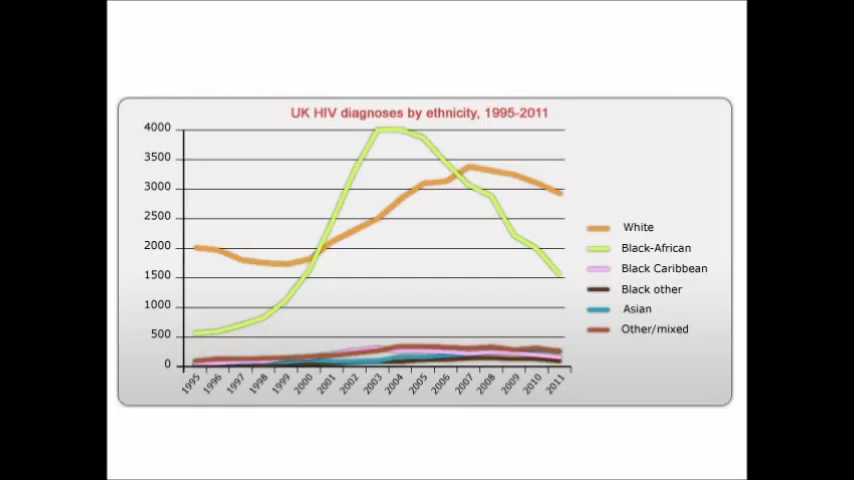 UK HIV diagnoses by ethnicity, 1995-2011
4000
3500
3000
2500
2000
1500
1000
500
0
1995 1996 1997 1998 1999 2000 2001 2002 2003 2004 2005 2006 2007 2008 2009 2010 2011
White
Black-African
Black Caribbean
Black other
Asian
Other/mixed